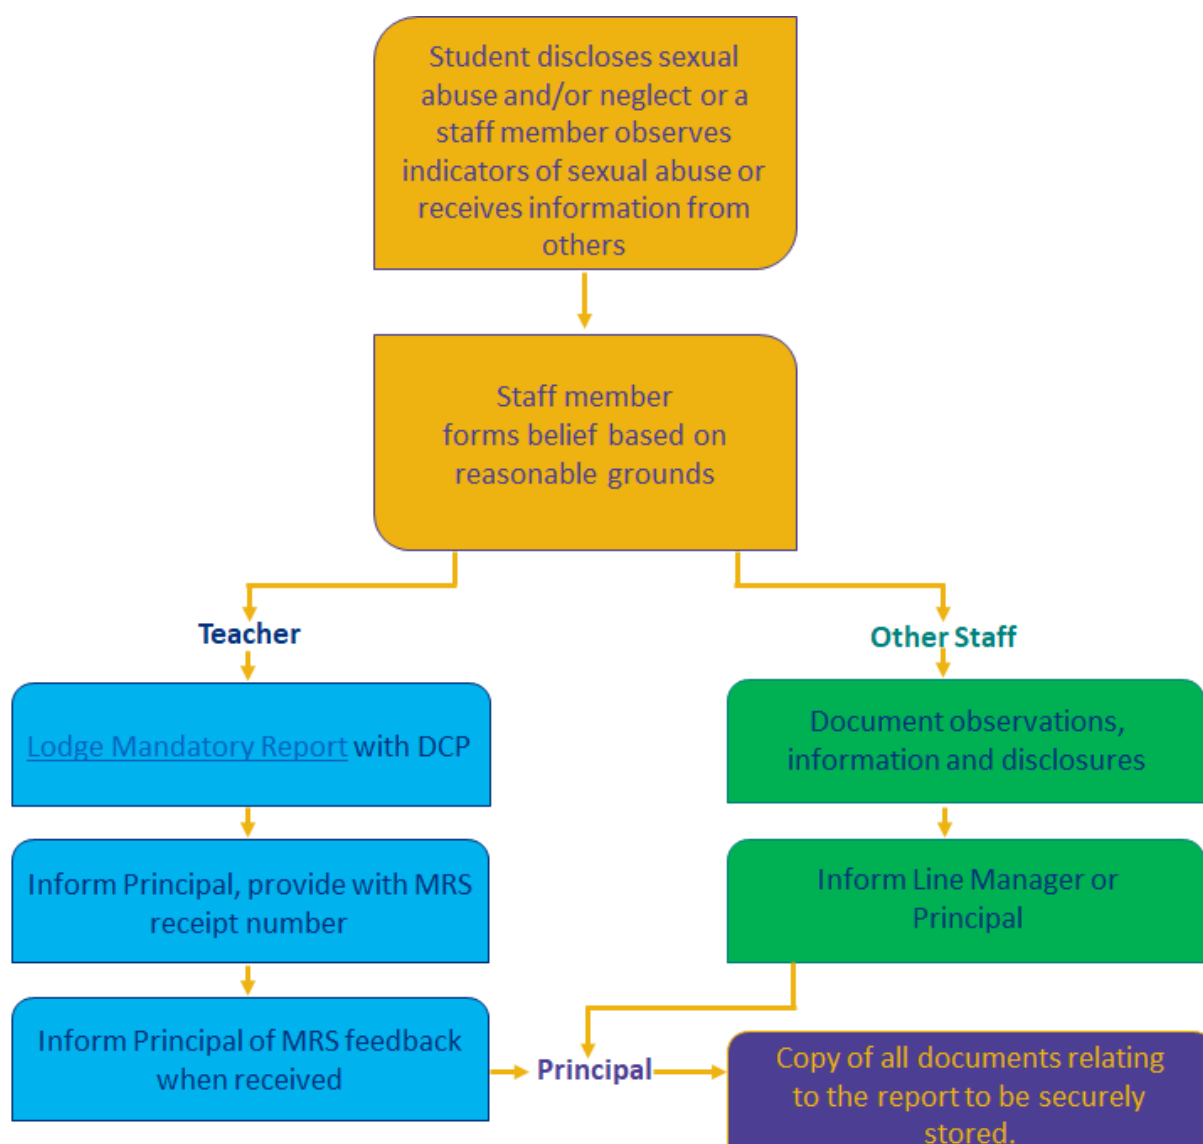 Student discloses sexual
abuse and/or neglect or a
staff member observes
indicators of sexual abuse or
receives information from
others
Staff member
forms belief based on
reasonable grounds
Teacher
Other Staff
Lodge Mandatory Report with DCP
Document observations,
information and disclosures
Inform Principal, provide with MRS
receipt number
Inform Line Manager or
Principal
Inform Principal of MRS feedback
when received
Principal
Copy of all documents relating
to the report to be securely
stored.